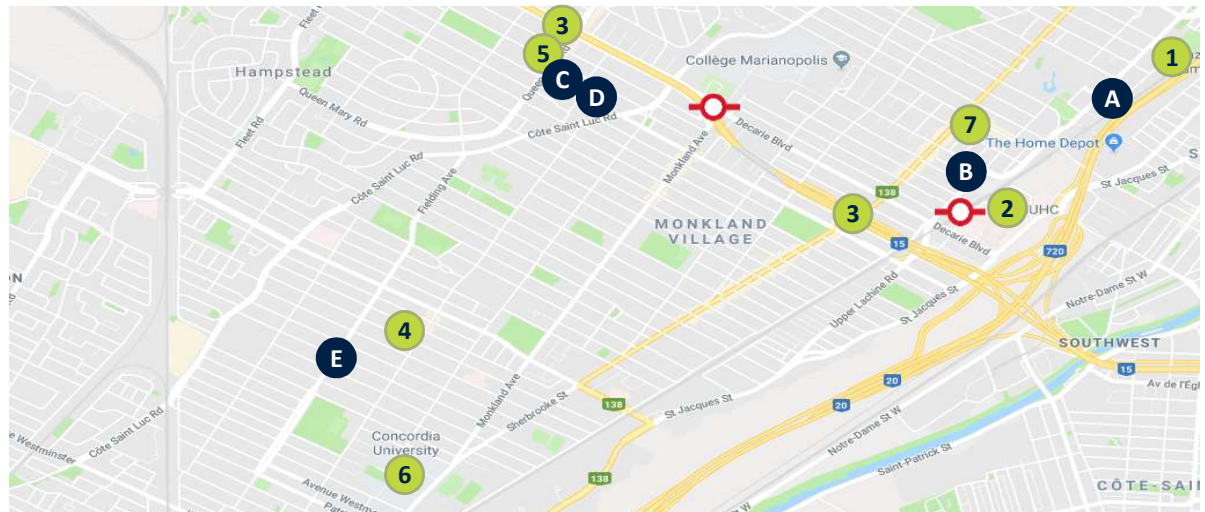 3
5
C
D
Hampstead
Queen
Rd
Queen Mary Rd
Fleet Rd
Côte Saint Luc Rd
Côte Saint Luc Rd
Collège Marianopolis
Decarie Blvd
Monkland Ave
Fielding Ave
1
A
7
The Home Depot
B
St Jacques St
S
138
MONKLAND
VILLAGE
3
2
UHC
Decarie Blvd
15
720
Upper Lachine Rd
St Jacques St
Notre-Dame St W
ON
4
E
SOUTHWEST
15
Av de l'Égl
20
20
Monkland Ave
Sherbrooke St
138
St Jacques St
Notre-Dame St W
Saint-Patrick St
Concordia
University
6
138
Côte Saint Luc Rd
e Westminster
Avenue Westm
Pat
CÔTE-SAI